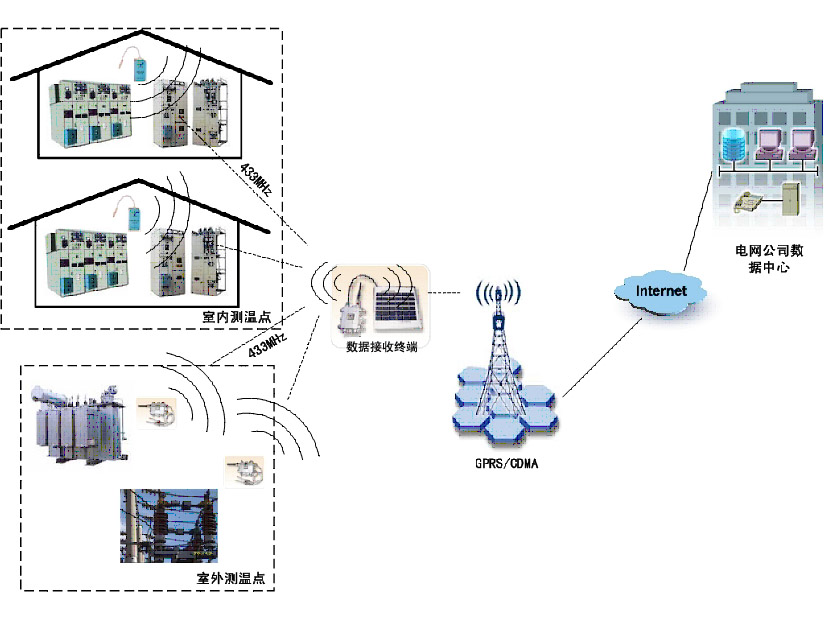 433MHz
室内测温点
433MHz
数据接收终端
室外测温点
GPRS/CDMA
Internet
电网公司数
据中心